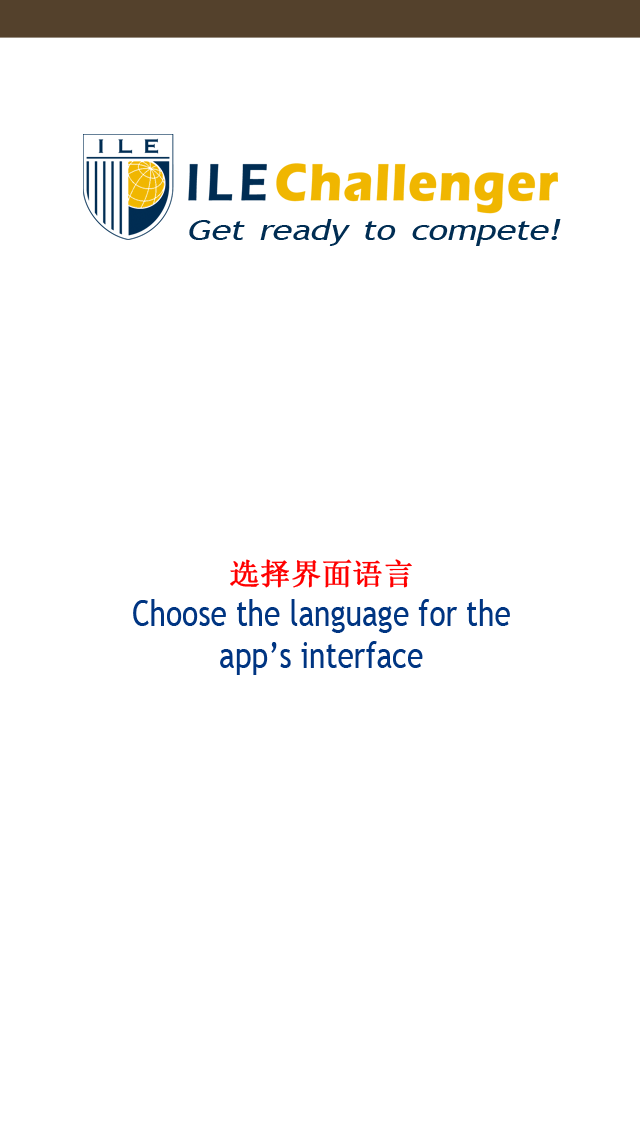 ILE
ILE Challenger
Get ready to compete!
选择界面语言
Choose the language for the
app's interface